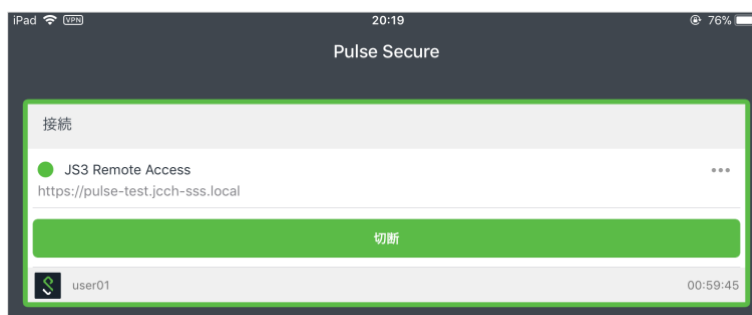 iPad VPN 20:19 76%
Pulse Secure
接続
JS3 Remote Access
https://pulse-test.jcch-sss.local
切断
user01 00:59:45